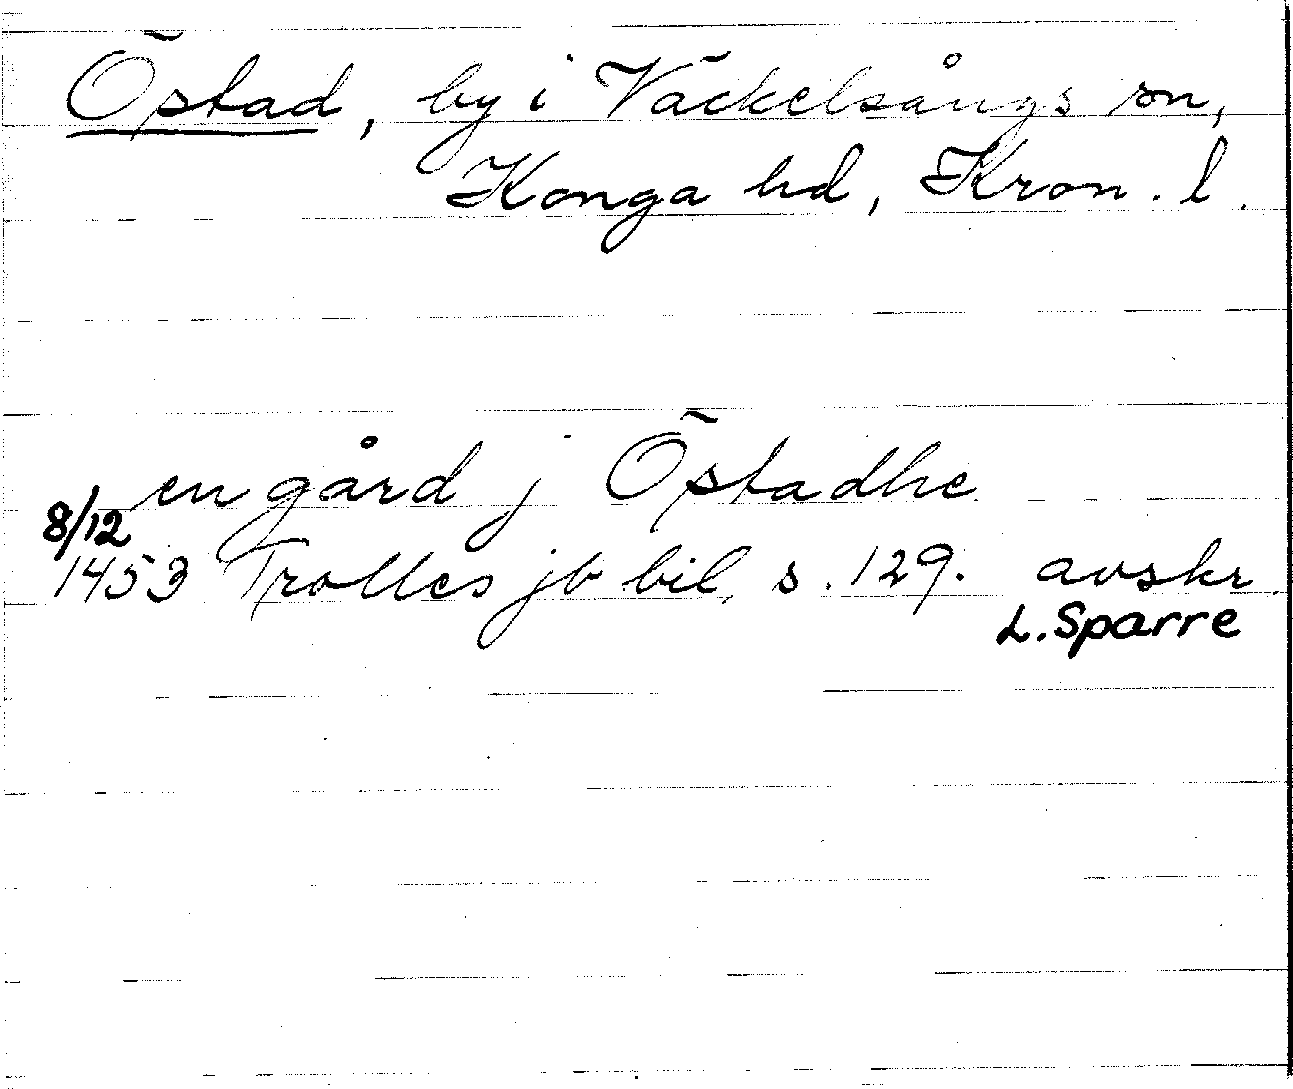 Östad, by i Väckelsångs sn,
Konga hd, Kron. l.
en gård j Östadhe
8/12
1453 Trolles jb bil. s. 129. avskr.
L. Sparre